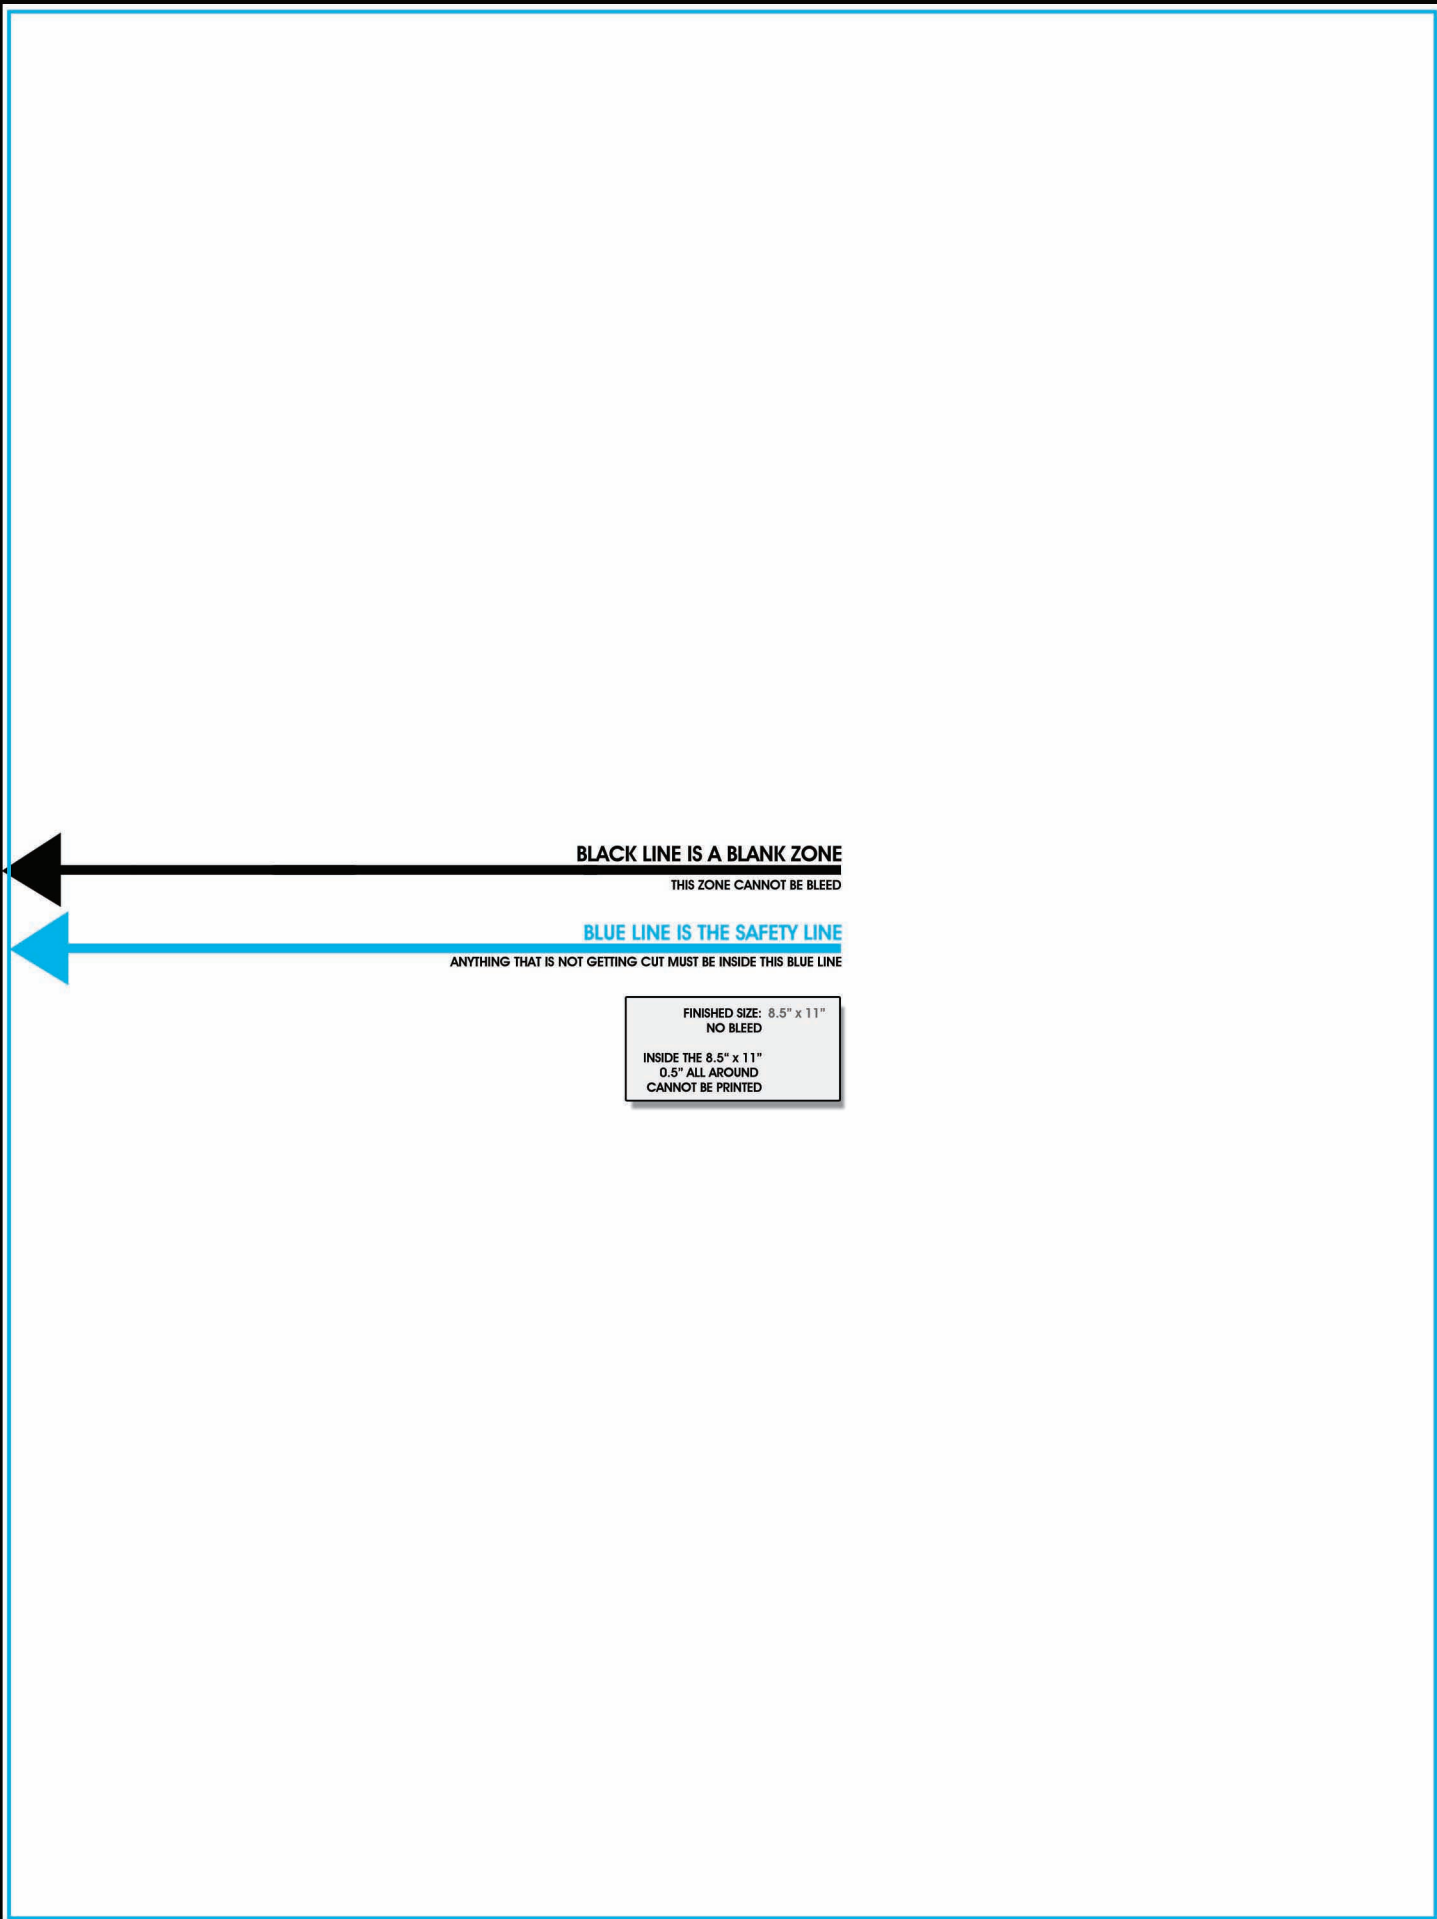 BLACK LINE IS A BLANK ZONE
THIS ZONE CANNOT BE BLEED
BLUE LINE IS THE SAFETY LINE
ANYTHING THAT IS NOT GETTING CUT MUST BE INSIDE THIS BLUE LINE
FINISHED SIZE: 8.5" x 11"
NO BLEED
INSIDE THE 8.5" x 11"
0.5" ALL AROUND
CANNOT BE PRINTED